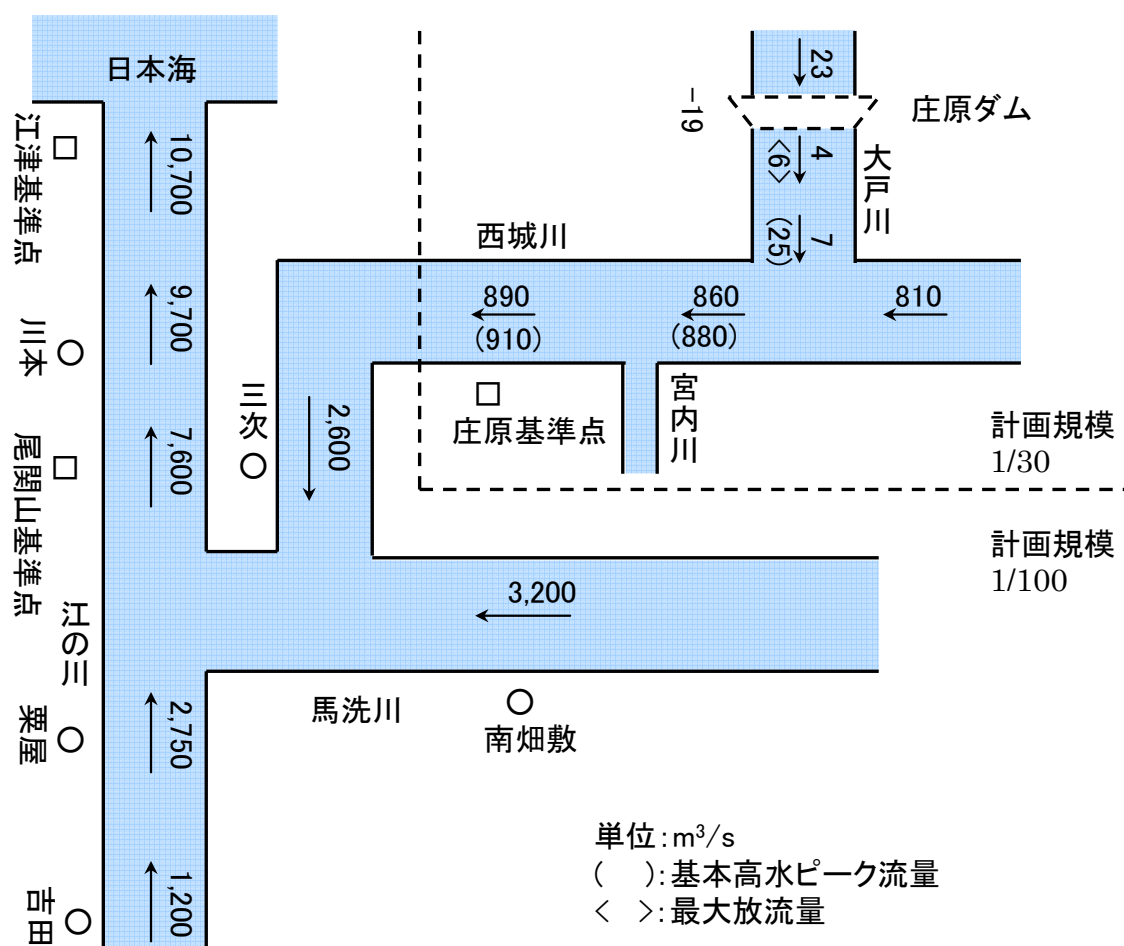 日本海
23
-19
庄原ダム
江津基準点
10,700
4
<6>
大戸川
7
(25)
西城川
890
(910)
860
(880)
810
9,700
川本
三次
2,600
庄原基準点
宮内川
計画規模
1/30
7,600
尾関山基準点
計画規模
1/100
3,200
江の川
馬洗川
南畑敷
2,750
粟屋
単位:m³/s
( ):基本高水ピーク流量
< >:最大放流量
1,200
吉田